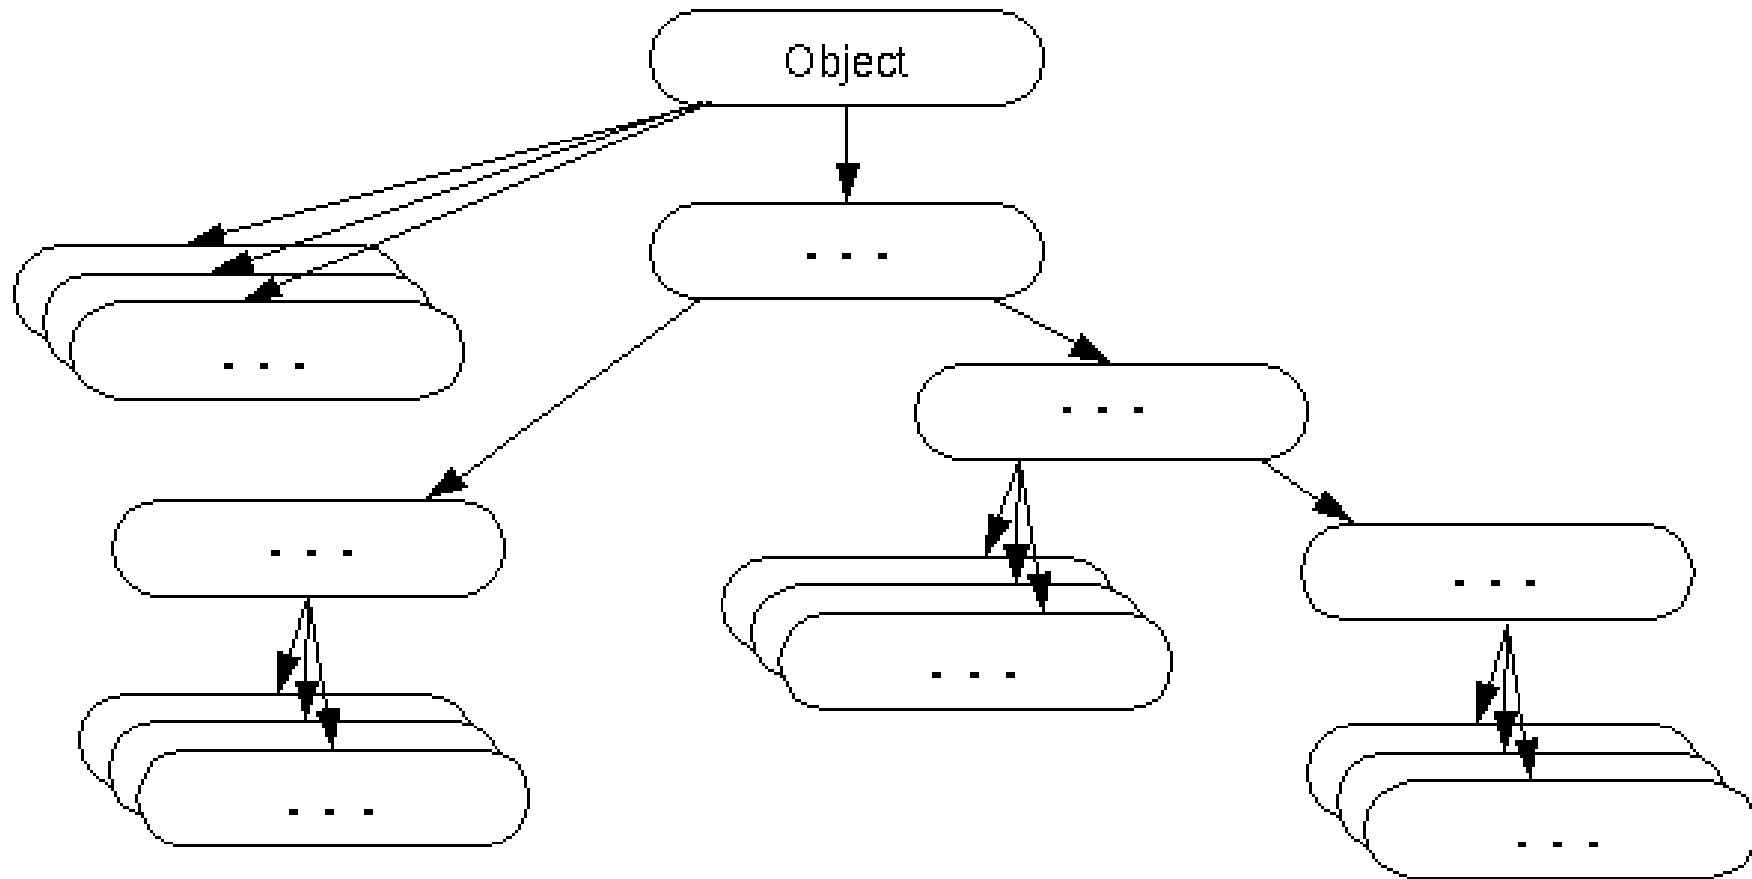 Object
. . .
. . .
. . .
. . .
. . .
. . .
. . .
. . .